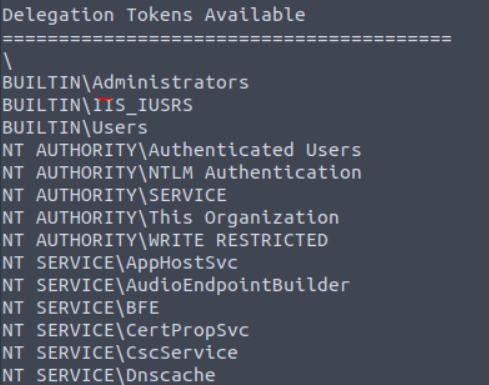 Delegation Tokens Available
========================================
\
BUILTIN\Administrators
BUILTIN\IIS_IUSRS
BUILTIN\Users
NT AUTHORITY\Authenticated Users
NT AUTHORITY\NTLM Authentication
NT AUTHORITY\SERVICE
NT AUTHORITY\This Organization
NT AUTHORITY\WRITE RESTRICTED
NT SERVICE\AppHostSvc
NT SERVICE\AudioEndpointBuilder
NT SERVICE\BFE
NT SERVICE\CertPropSvc
NT SERVICE\CscService
NT SERVICE\Dnscache